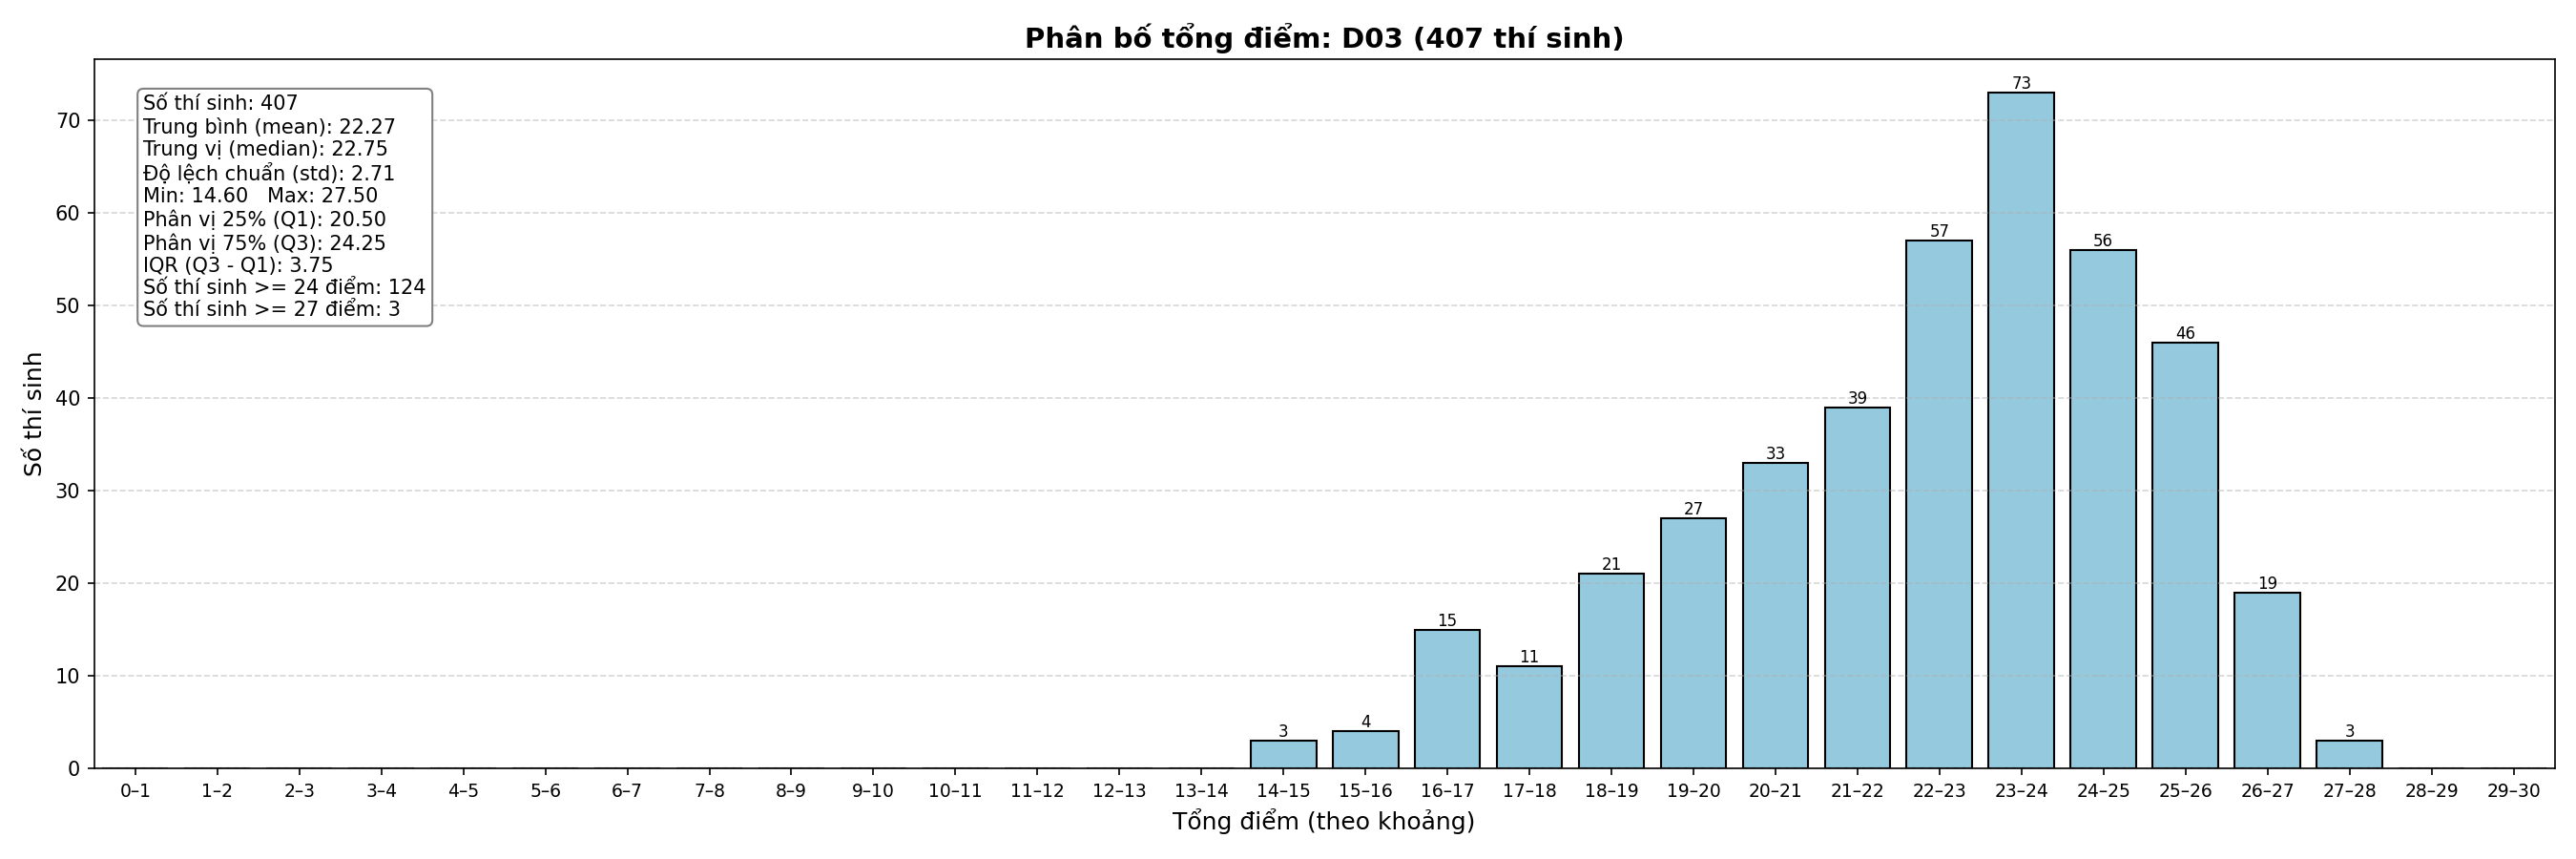 Phân bố tổng điểm: D03 (407 thí sinh)
Số thí sinh: 407
Trung bình (mean): 22.27
Trung vị (median): 22.75
Độ lệch chuẩn (std): 2.71
Min: 14.60   Max: 27.50
Phân vị 25% (Q1): 20.50
Phân vị 75% (Q3): 24.25
IQR (Q3 - Q1): 3.75
Số thí sinh >= 24 điểm: 124
Số thí sinh >= 27 điểm: 3
Số thí sinh
70
60
50
40
30
20
10
0
3
4
15
11
21
27
33
39
57
73
56
46
19
3
0–1 1–2 2–3 3–4 4–5 5–6 6–7 7–8 8–9 9–10 10–11 11–12 12–13 13–14 14–15 15–16 16–17 17–18 18–19 19–20 20–21 21–22 22–23 23–24 24–25 25–26 26–27 27–28 28–29 29–30
Tổng điểm (theo khoảng)